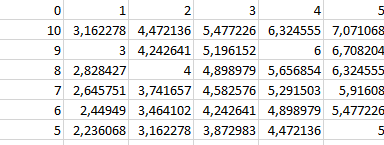 0 1 2 3 4 5
10 3,162278 4,472136 5,477226 6,324555 7,071068
9 3 4,242641 5,196152 6 6,708204
8 2,828427 4 4,898979 5,656854 6,324555
7 2,645751 3,741657 4,582576 5,291503 5,91608
6 2,44949 3,464102 4,242641 4,898979 5,477226
5 2,236068 3,162278 3,872983 4,472136 5